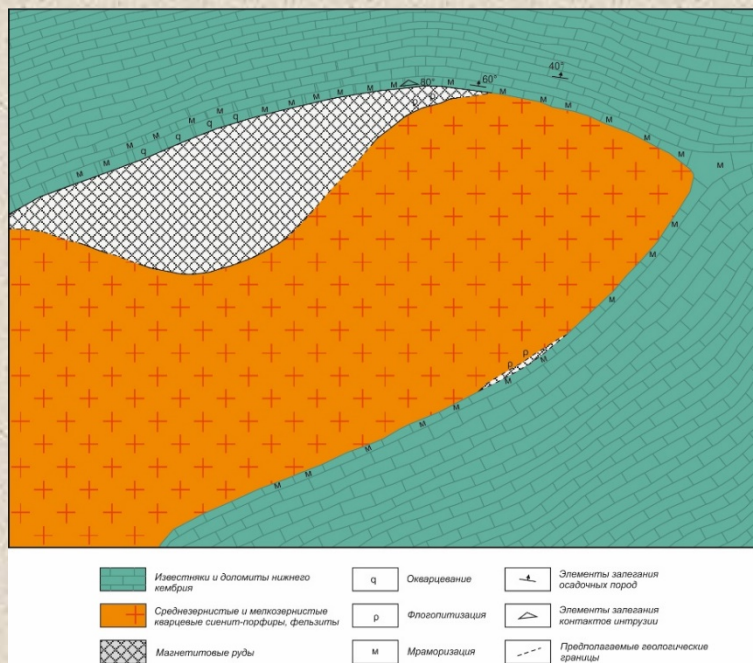 40°
60°
80°
м м м м м м м м м
м q q q м м м м
ρ ρ
м м м
м
м
м
м
ρ
ρ м
м
м
м
м
м м
Известняки и доломиты нижнего
кембрия
q
Окварцевание
Элементы залегания
осадочных пород
Среднезернистые и мелкозернистые
кварцевые сиенит-порфиры, фельзиты
ρ
Флогопитизация
Элементы залегания
контактов интрузии
Магнетитовые руды
м
Мраморизация
Предполагаемые геологические
границы